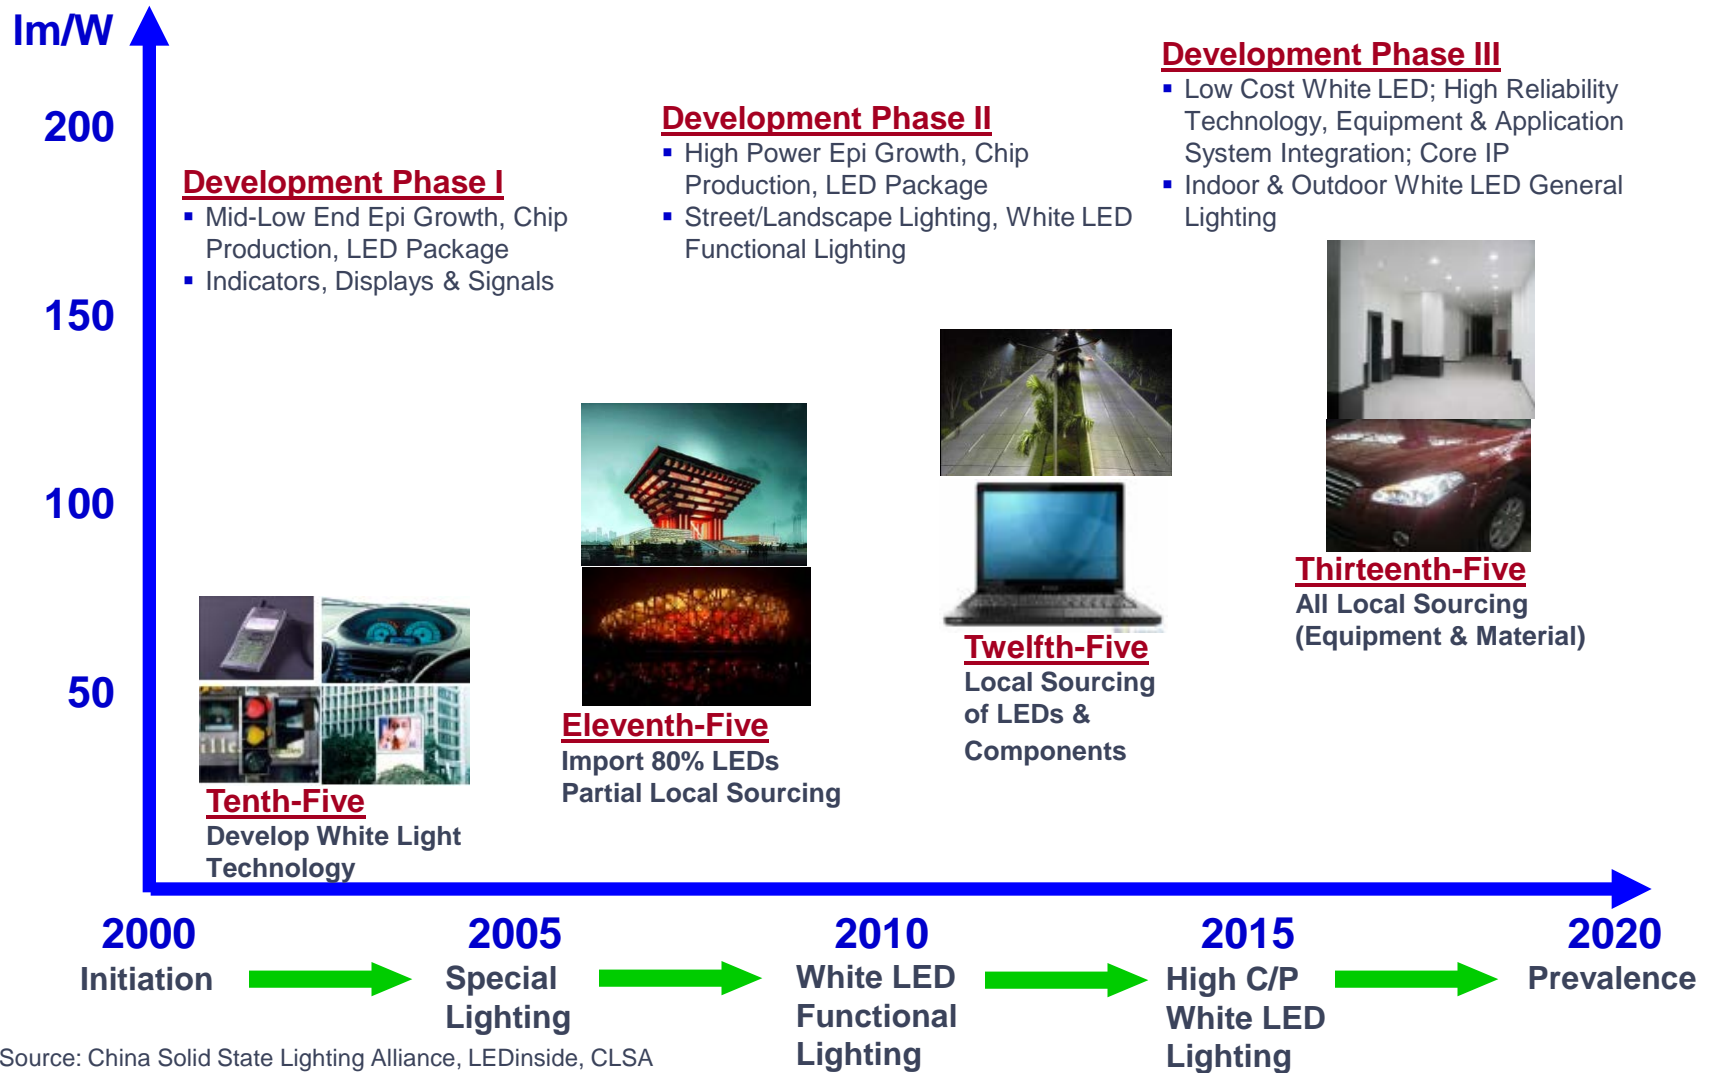 lm/W
200
150
100
50
Development Phase I
▪ Mid-Low End Epi Growth, Chip
Production, LED Package
▪ Indicators, Displays & Signals
Development Phase II
▪ High Power Epi Growth, Chip
Production, LED Package
▪ Street/Landscape Lighting, White LED
Functional Lighting
Development Phase III
▪ Low Cost White LED; High Reliability
Technology, Equipment & Application
System Integration; Core IP
▪ Indoor & Outdoor White LED General
Lighting
Tenth-Five
Develop White Light
Technology
Eleventh-Five
Import 80% LEDs
Partial Local Sourcing
Twelfth-Five
Local Sourcing
of LEDs &
Components
Thirteenth-Five
All Local Sourcing
(Equipment & Material)
2000
2005
2010
2015
2020
Initiation
Special
Lighting
White LED
Functional
Lighting
High C/P
White LED
Lighting
Prevalence
Source: China Solid State Lighting Alliance, LEDinside, CLSA